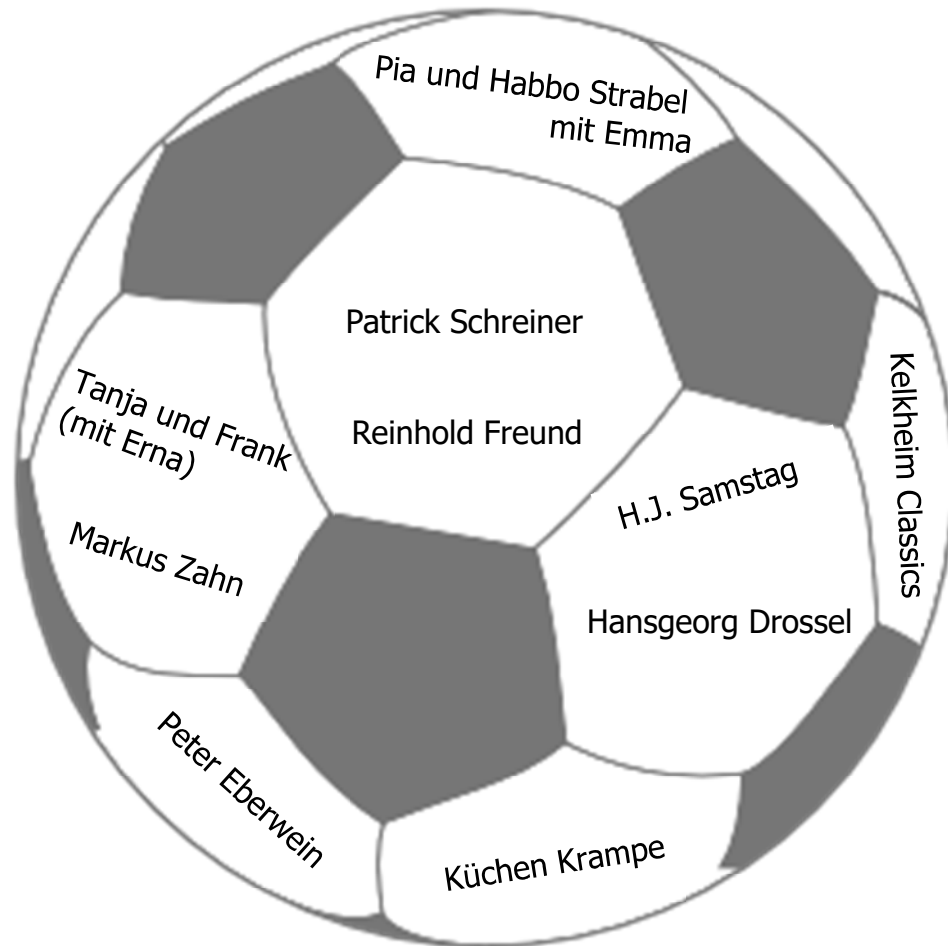 Pia und Habbo Strabel
mit Emma
Patrick Schreiner
Reinhold Freund
Tanja und Frank
(mit Erna)
Markus Zahn
H.J. Samstag
Hansgeorg Drossel
Kelkheim Classics
Peter Eberwein
Küchen Krampe